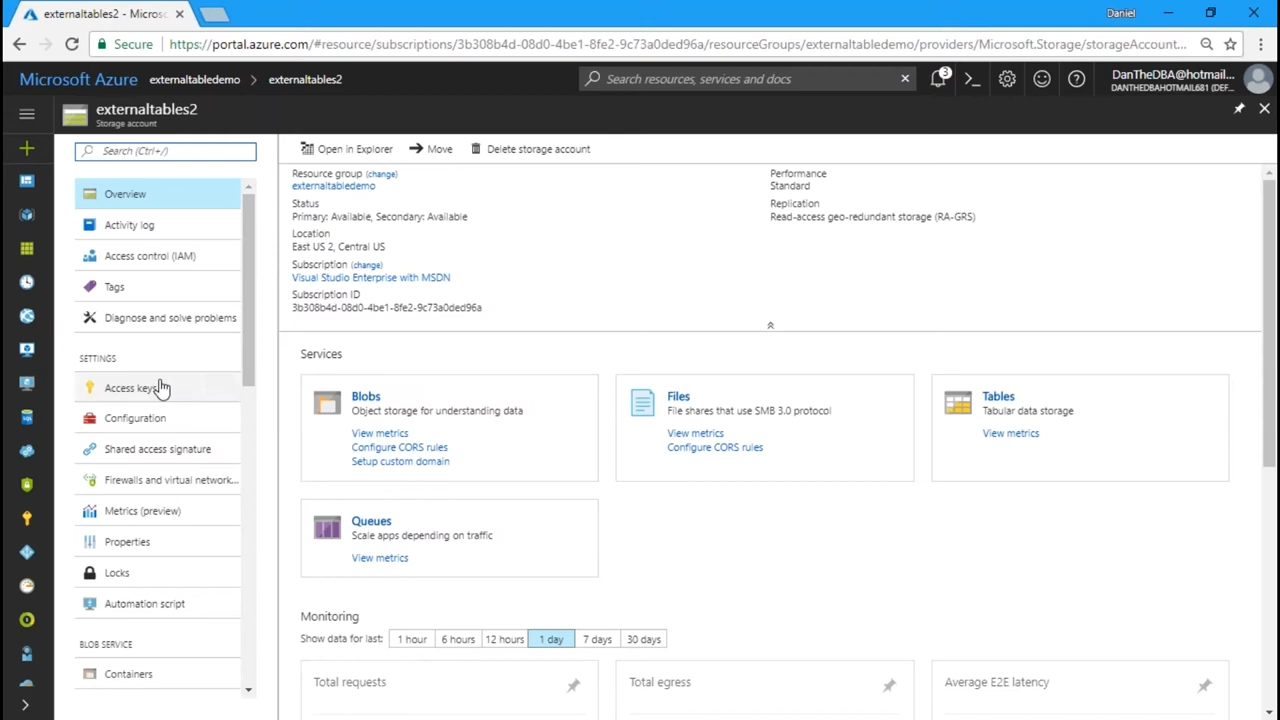 externaltables2 - Micros
Daniel
Secure
https://portal.azure.com/#resource/subscriptions/3b308b4d-08d0-4be1-8fe2-9c73a0ded96a/resourceGroups/externaltabledemo/providers/Microsoft.Storage/storageAccount...
Microsoft Azure
externaltabledemo > externaltables2
Search resources, services and docs
3
DanTheDBA@hotmail...
DANTHEDBAHOTMAIL681 (DEF...
externaltables2
Storage account
Search (Ctrl+/)
Overview
Activity log
Access control (IAM)
Tags
Diagnose and solve problems
SETTINGS
Access keys
Configuration
Shared access signature
Firewalls and virtual network...
Metrics (preview)
Properties
Locks
Automation script
BLOB SERVICE
Containers
Open in Explorer
Move
Delete storage account
Resource group (change)
externaltabledemo
Status
Primary: Available, Secondary: Available
Location
East US 2, Central US
Subscription (change)
Visual Studio Enterprise with MSDN
Subscription ID
3b308b4d-08d0-4be1-8fe2-9c73a0ded96a
Performance
Standard
Replication
Read-access geo-redundant storage (RA-GRS)
Services
Blobs
Object storage for understanding data
View metrics
Configure CORS rules
Setup custom domain
Files
File shares that use SMB 3.0 protocol
View metrics
Configure CORS rules
Tables
Tabular data storage
View metrics
Queues
Scale apps depending on traffic
View metrics
Monitoring
Show data for last:
1 hour
6 hours
12 hours
1 day
7 days
30 days
Total requests
Total egress
Average E2E latency